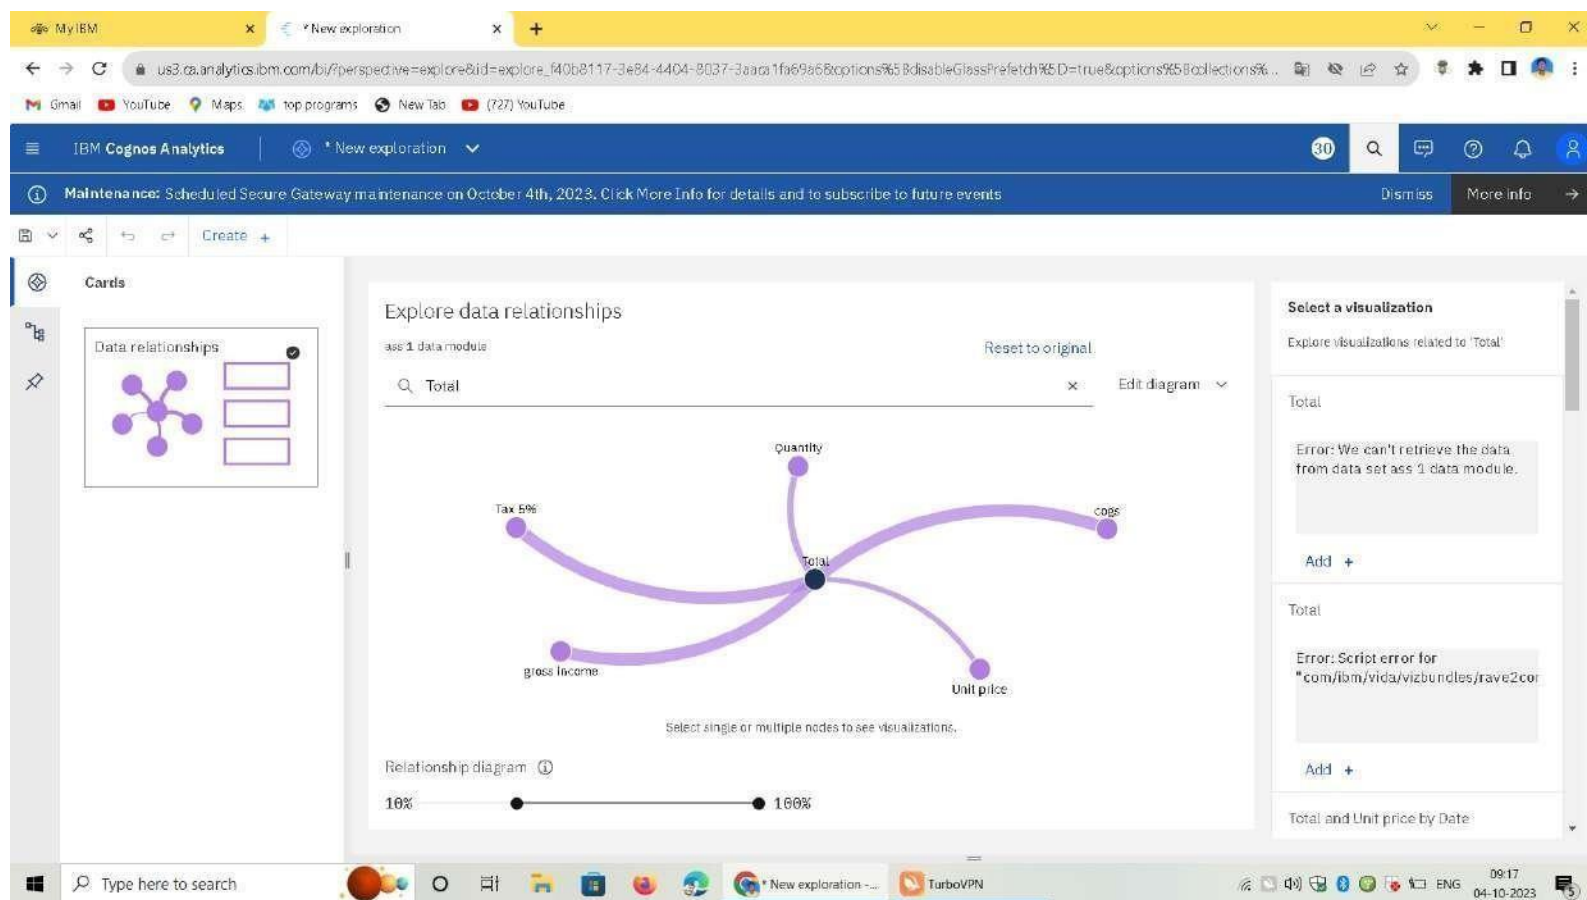 My IBM
* New exploration
us3.ca.analytics.ibm.com/bi/?perspective=explore&id=explore_f40b8117-3e84-4404-8037-3aaca1fa69a6&options%5BdisableGlassPrefetch%5D=true&options%5Bcollections%...
Gmail YouTube Maps top programs New Tab (727) YouTube
IBM Cognos Analytics * New exploration 30
Maintenance: Scheduled Secure Gateway maintenance on October 4th, 2023. Click More Info for details and to subscribe to future events Dismiss More info
Create +
Cards
Data relationships
Explore data relationships
ass 1 data module
Reset to original
Total
Edit diagram
Quantity
Tax 5%
cogs
Total
gross income
Unit price
Select single or multiple nodes to see visualizations.
Relationship diagram
10% 100%
Select a visualization
Explore visualizations related to 'Total'
Total
Error: We can't retrieve the data
from data set ass 1 data module.
Add +
Total
Error: Script error for
"com/ibm/vida/vizbundles/rave2cor
Add +
Total and Unit price by Date
Type here to search
* New exploration -...
TurboVPN
ENG
09:17
04-10-2023
5